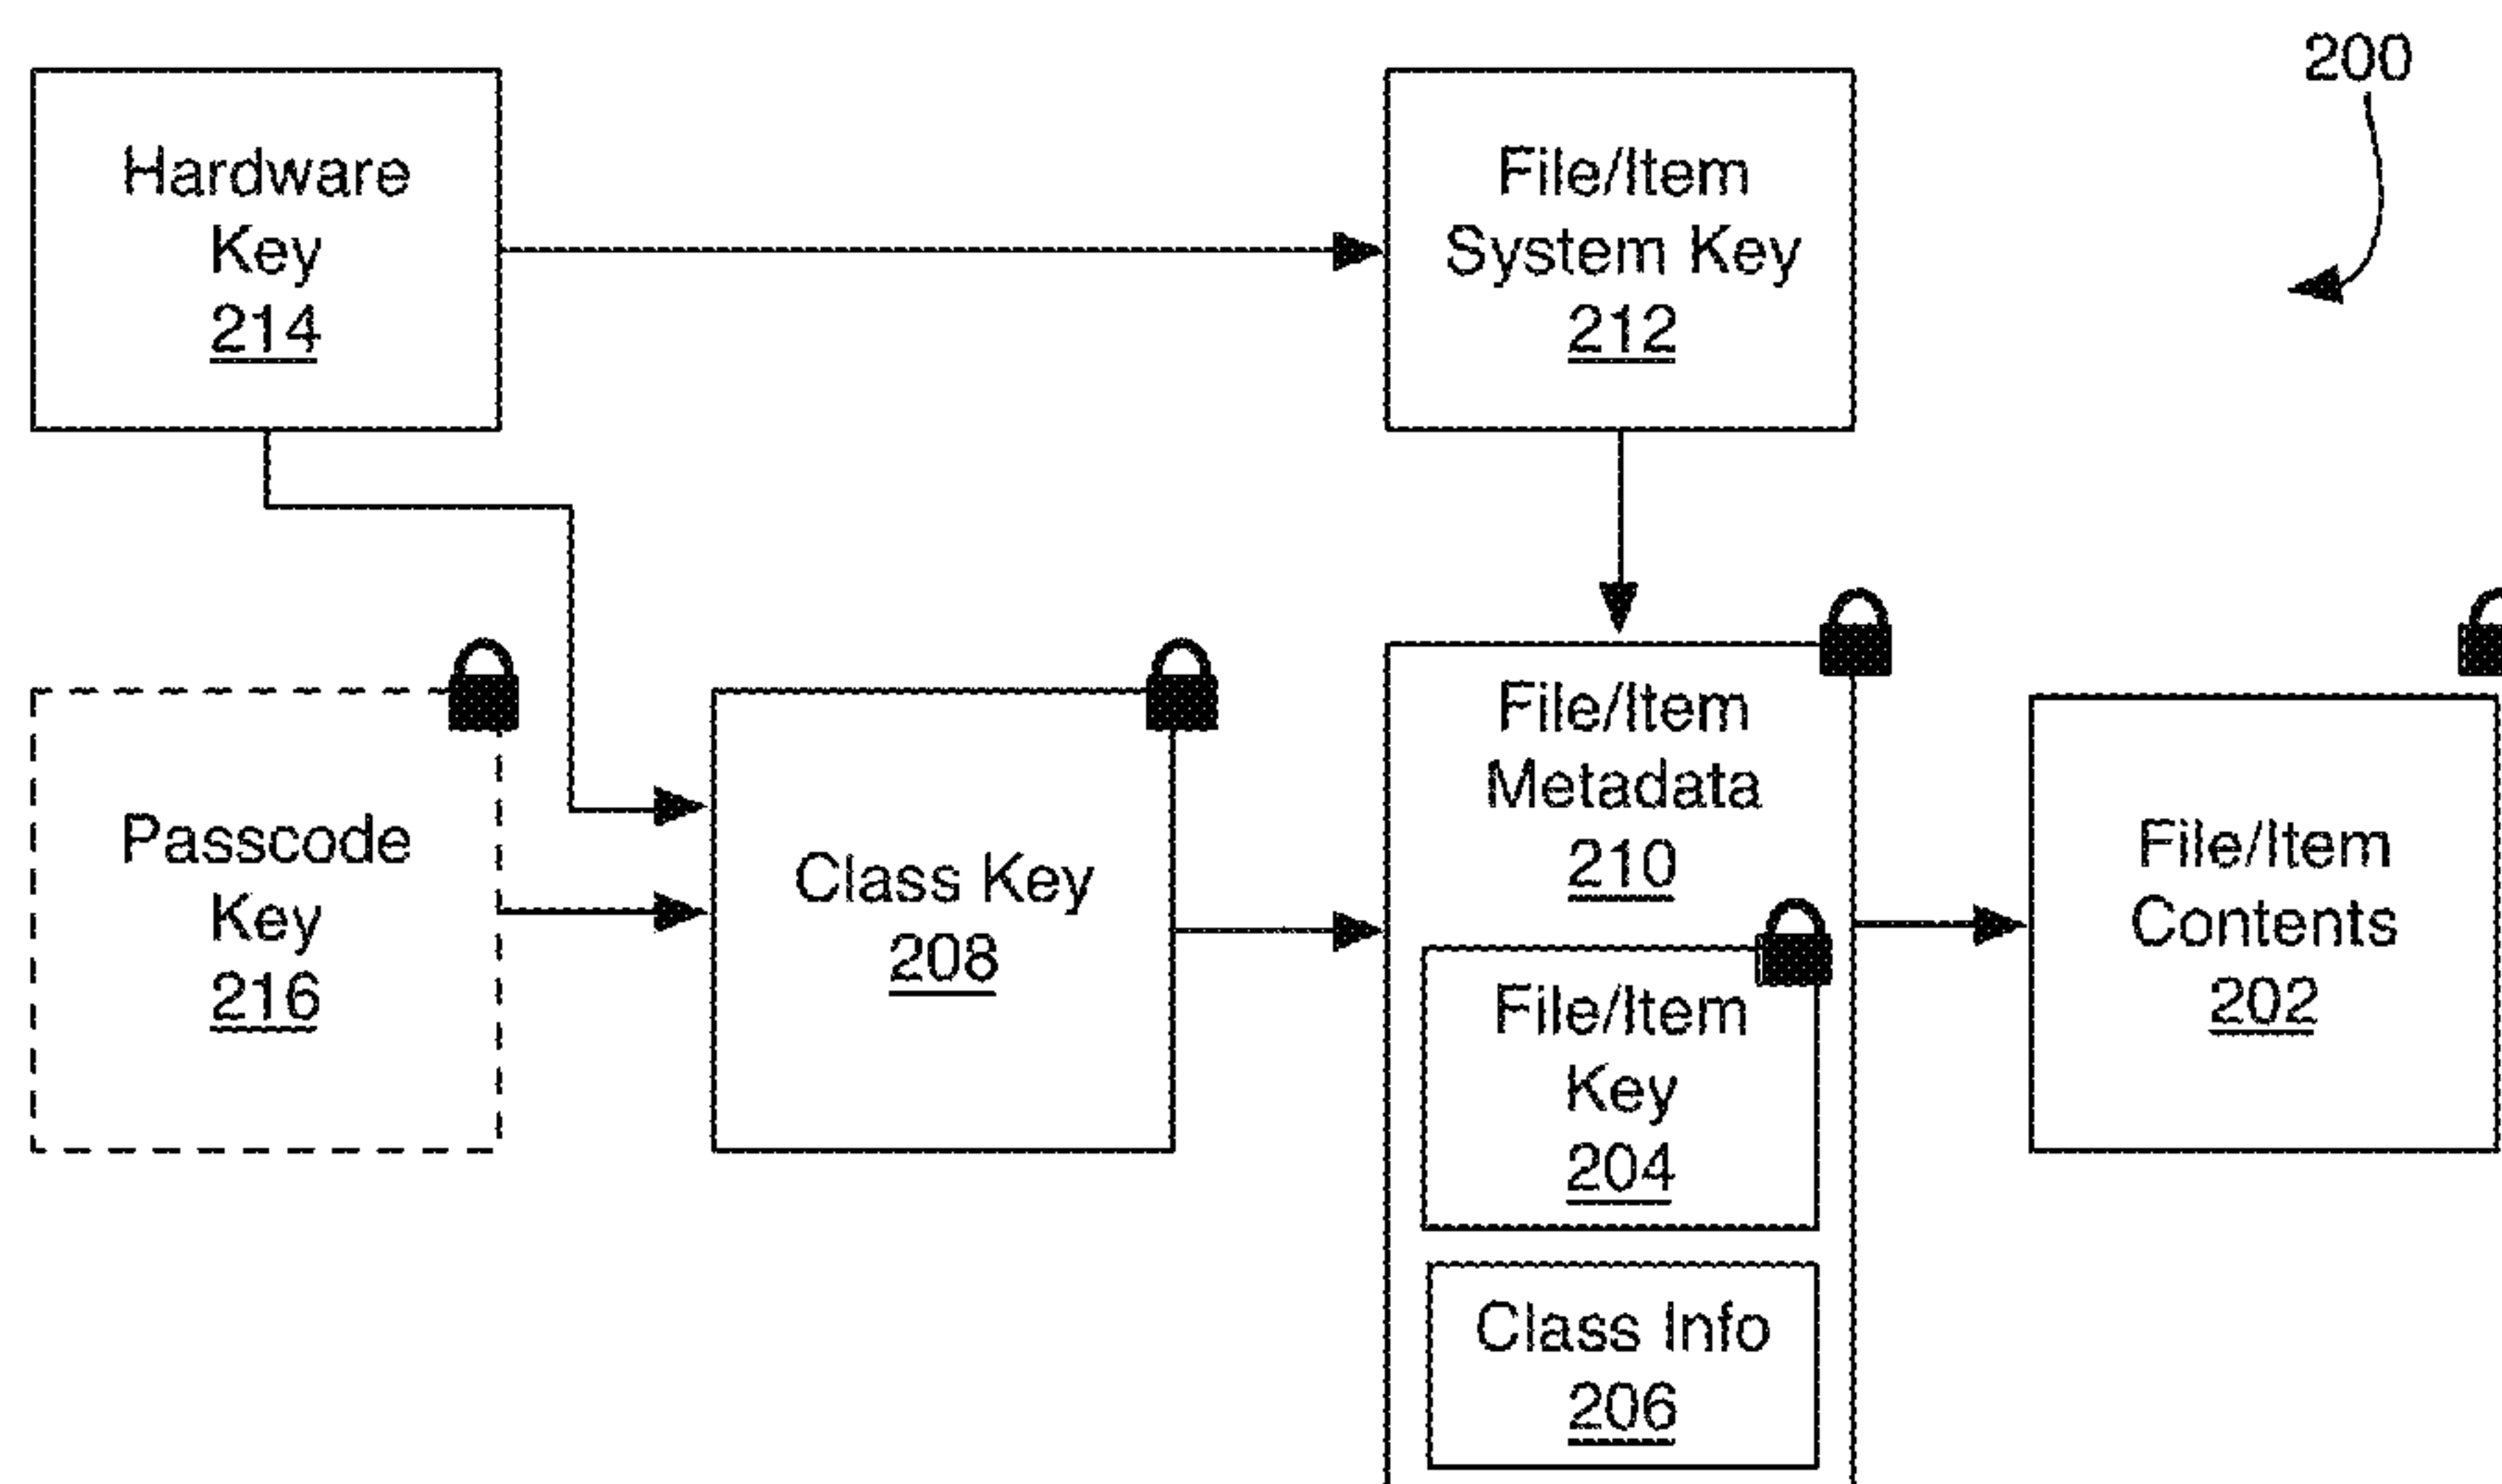 200
Hardware
Key
214
File/Item
System Key
212
Passcode
Key
216
Class Key
208
File/Item
Metadata
210
File/Item
Key
204
Class Info
206
File/Item
Contents
202